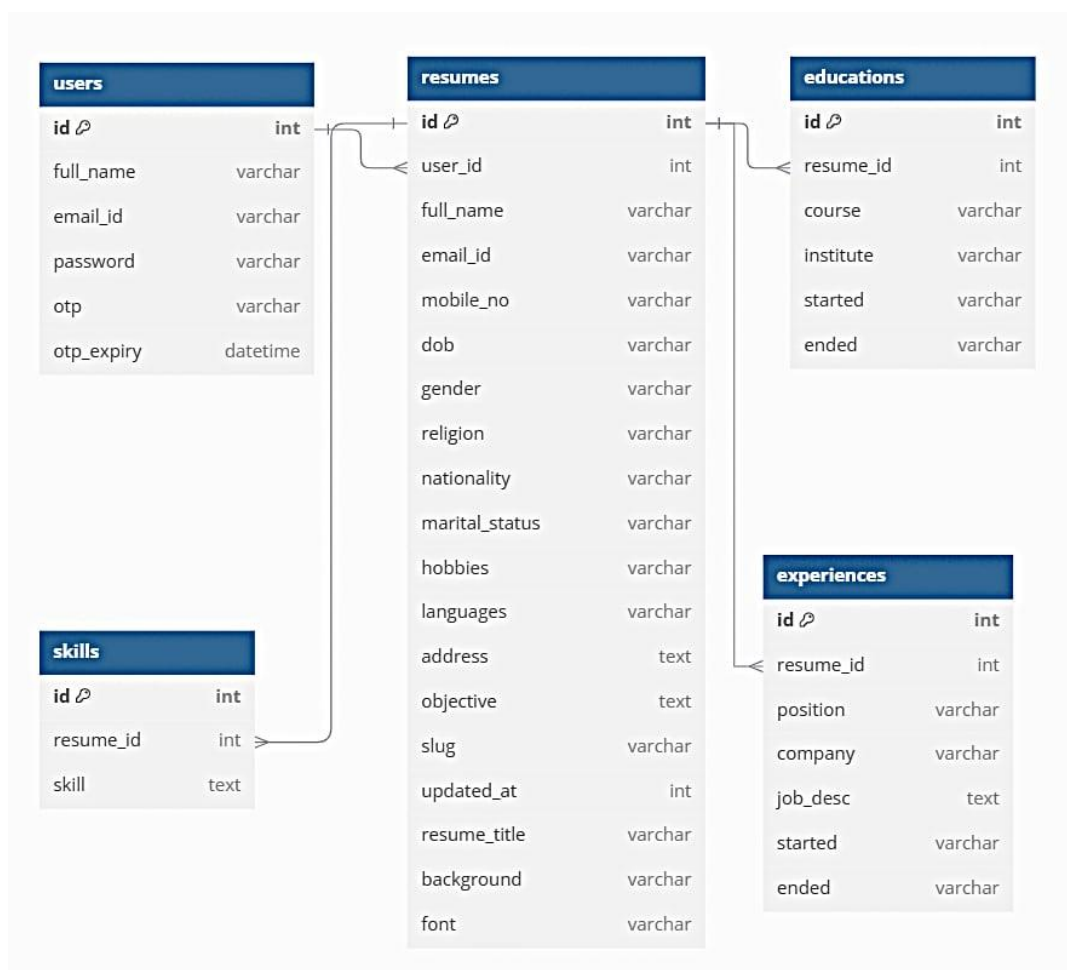 users
id int
full_name varchar
email_id varchar
password varchar
otp varchar
otp_expiry datetime
resumes
id int
user_id int
full_name varchar
email_id varchar
mobile_no varchar
dob varchar
gender varchar
religion varchar
nationality varchar
marital_status varchar
hobbies varchar
languages varchar
address text
objective text
slug varchar
updated_at int
resume_title varchar
background varchar
font varchar
educations
id int
resume_id int
course varchar
institute varchar
started varchar
ended varchar
experiences
id int
resume_id int
position varchar
company varchar
job_desc text
started varchar
ended varchar
skills
id int
resume_id int
skill text